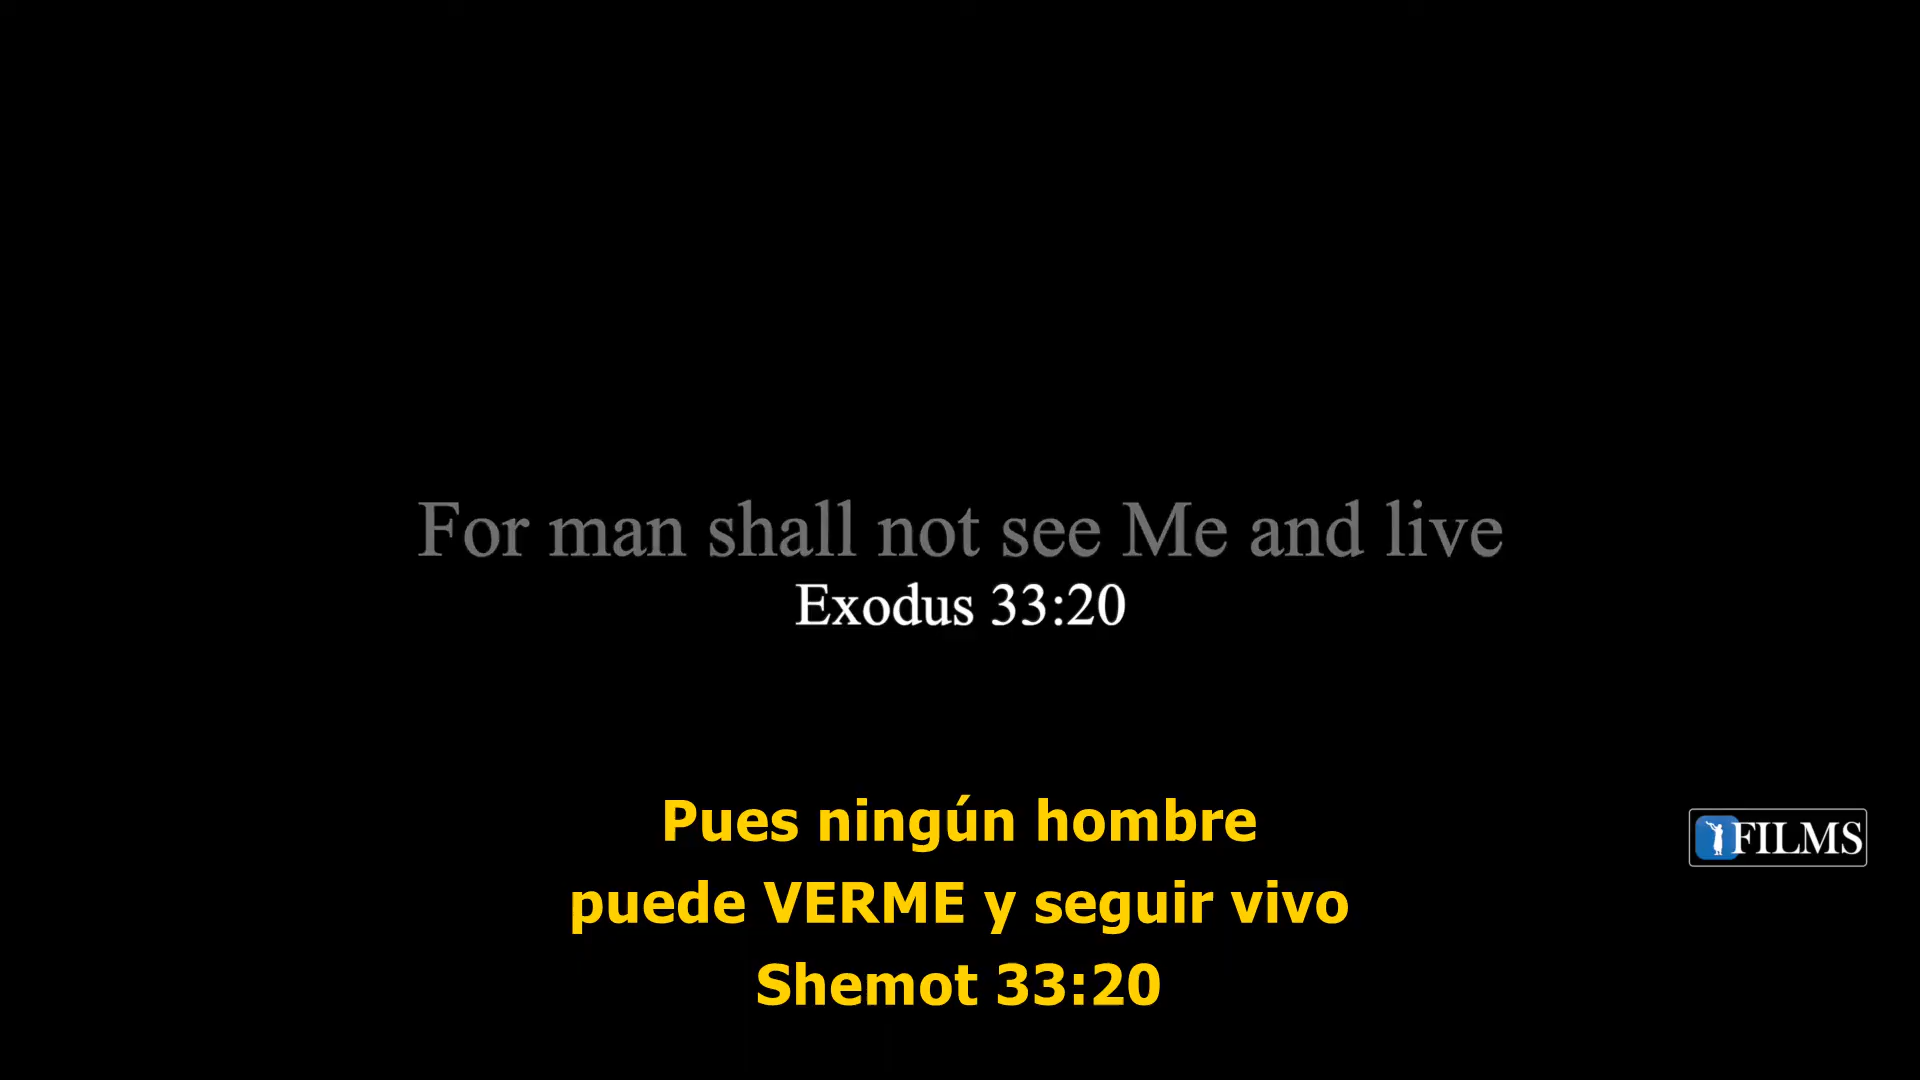 For man shall not see Me and live
Exodus 33:20
FILMS
Pues ningún hombre
puede VERME y seguir vivo
Shemot 33:20